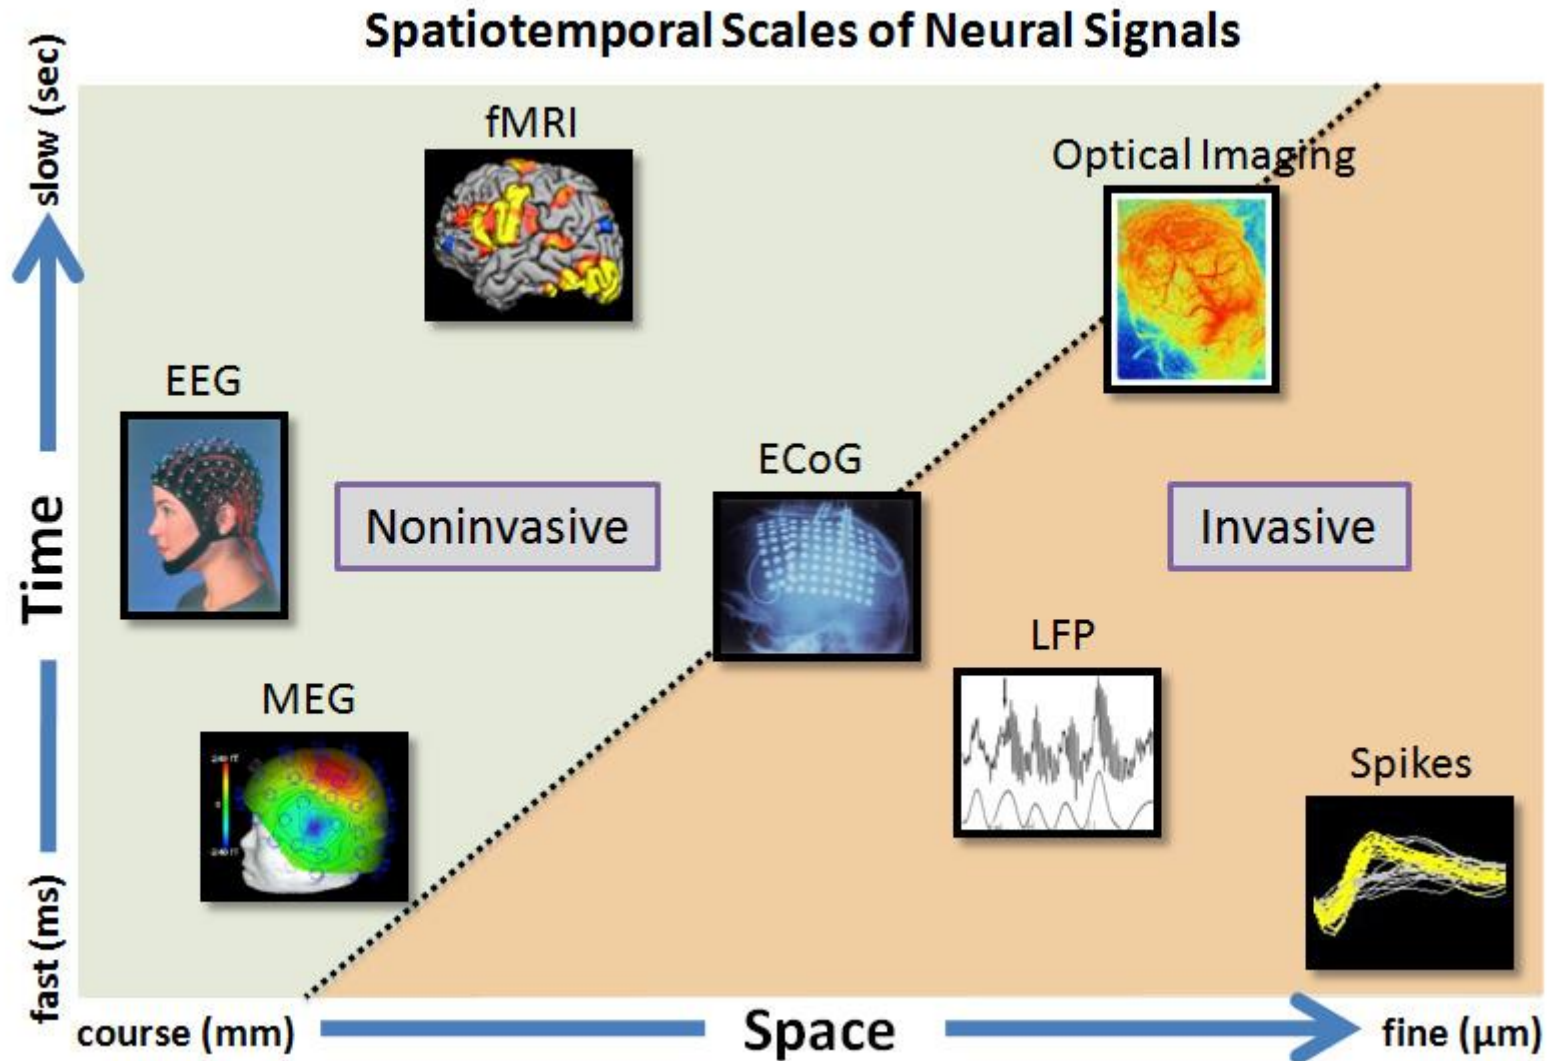 Spatiotemporal Scales of Neural Signals
slow (sec)
fMRI
Optical Imaging
EEG
ECoG
Noninvasive
Invasive
Time
LFP
MEG
Spikes
fast (ms)
course (mm)
Space
fine (µm)